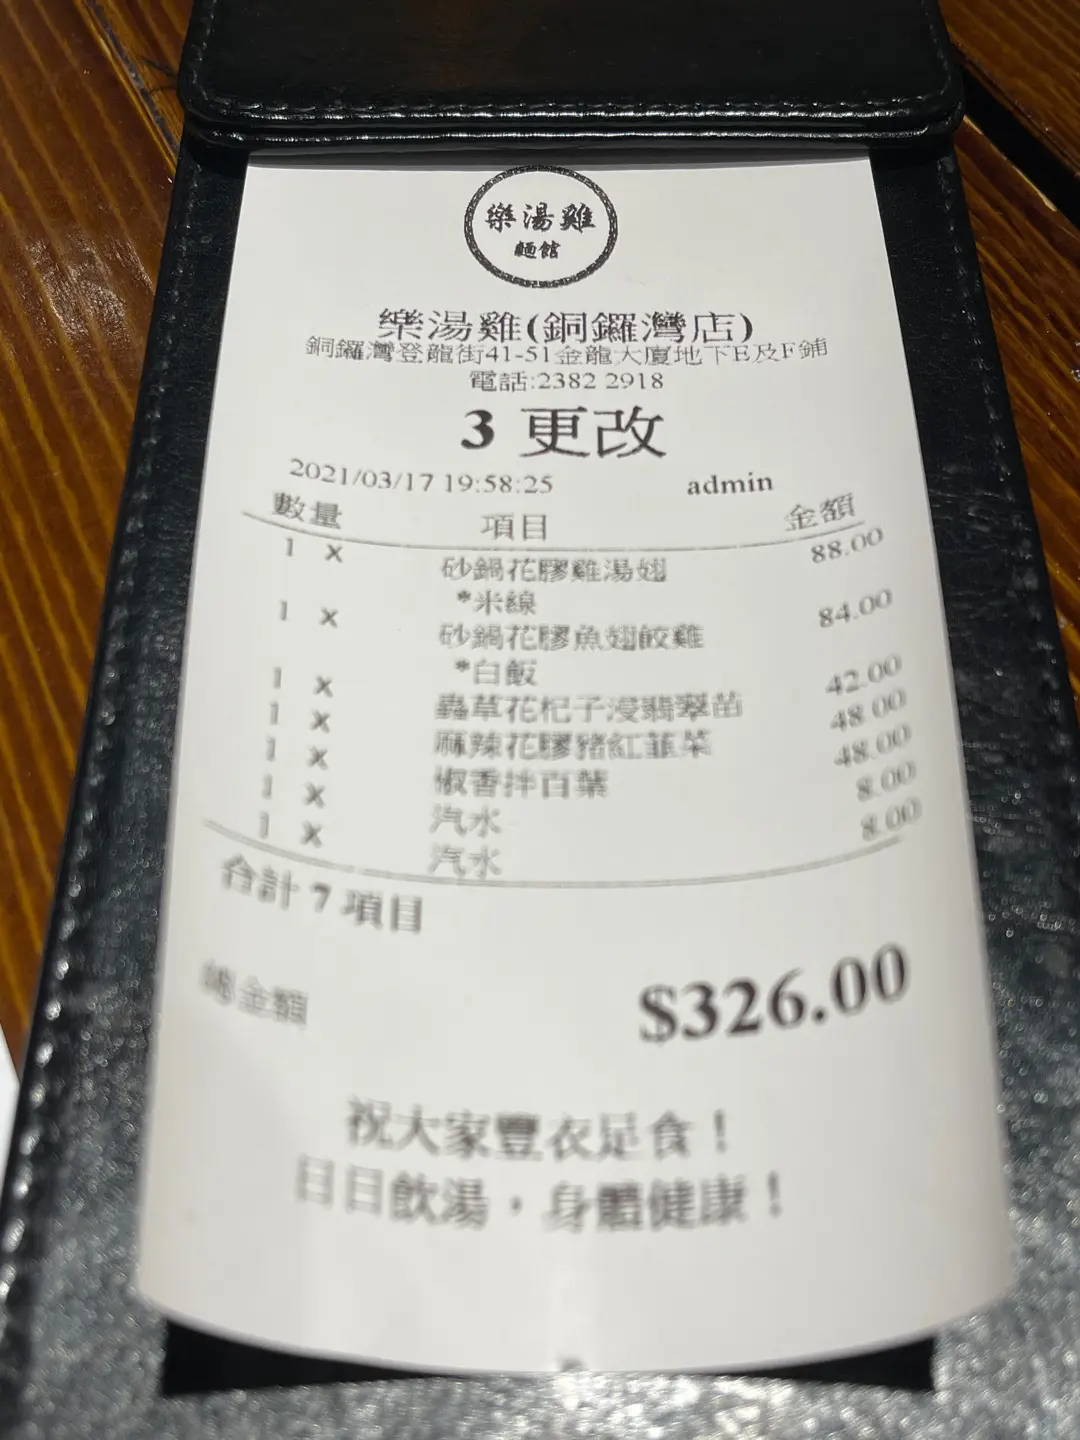 樂湯雞
麵館
樂湯雞(銅鑼灣店)
銅鑼灣登龍街41-51金龍大廈地下E及F鋪
電話:2382 2918
3 更改
2021/03/17 19:58:25 admin
數量 項目 金額
1 x 砂鍋花膠雞湯翅 88.00
*米線
1 x 砂鍋花膠魚翅餃雞 84.00
*白飯
1 x 蟲草花杞子浸翡翠苗 42.00
1 x 麻辣花膠豬紅韮菜 48.00
1 x 椒香拌百葉 48.00
1 x 汽水 8.00
1 x 汽水 8.00
合計 7 項目
總金額 $326.00
祝大家豐衣足食！
日日飲湯，身體健康！